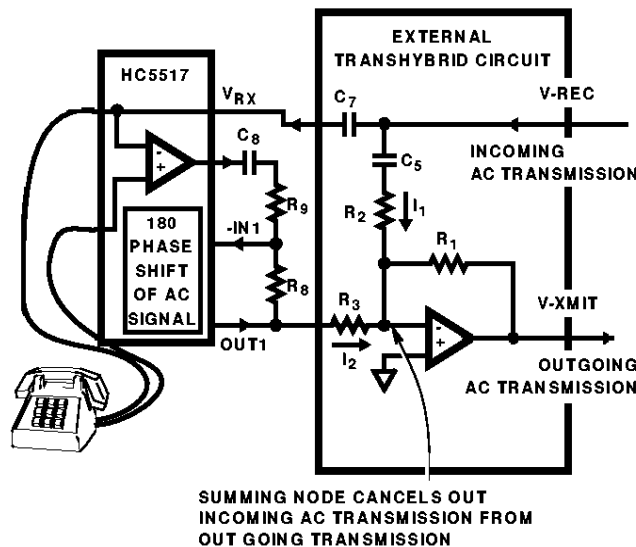 EXTERNAL
TRANSHYBRID CIRCUIT
HC5517
VRX
C7
V-REC
C8
C5
INCOMING
AC TRANSMISSION
R9
R2
I1
180
PHASE
SHIFT
OF AC
SIGNAL
-IN1
R1
R8
R3
V-XMIT
-
+
-
+
OUT1
I2
OUTGOING
AC TRANSMISSION
SUMMING NODE CANCELS OUT
INCOMING AC TRANSMISSION FROM
OUT GOING TRANSMISSION